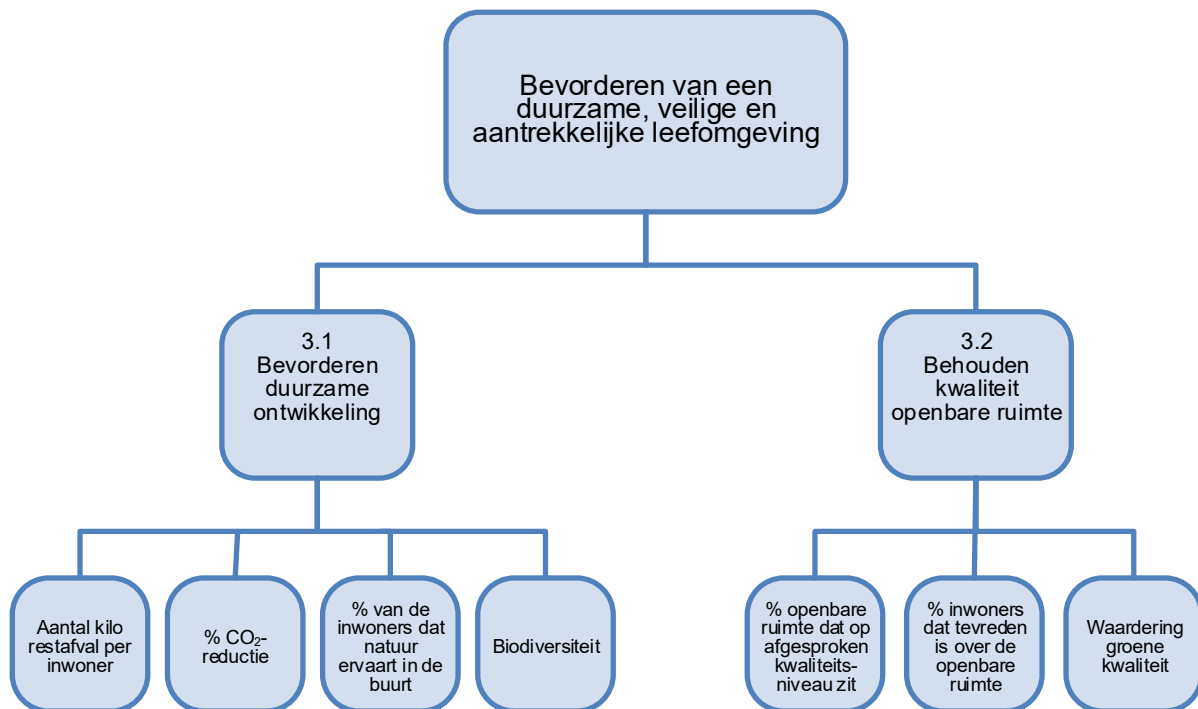 Bevorderen van een
duurzame, veilige en
aantrekkelijke leefomgeving
3.1
Bevorderen
duurzame
ontwikkeling
3.2
Behouden
kwaliteit
openbare ruimte
Aantal kilo
restafval per
inwoner
% CO₂-
reductie
% van de
inwoners dat
natuur
ervaart in de
buurt
Biodiversiteit
% openbare
ruimte dat op
afgesproken
kwaliteits-
niveau zit
% inwoners
dat tevreden
is over de
openbare
ruimte
Waardering
groene
kwaliteit